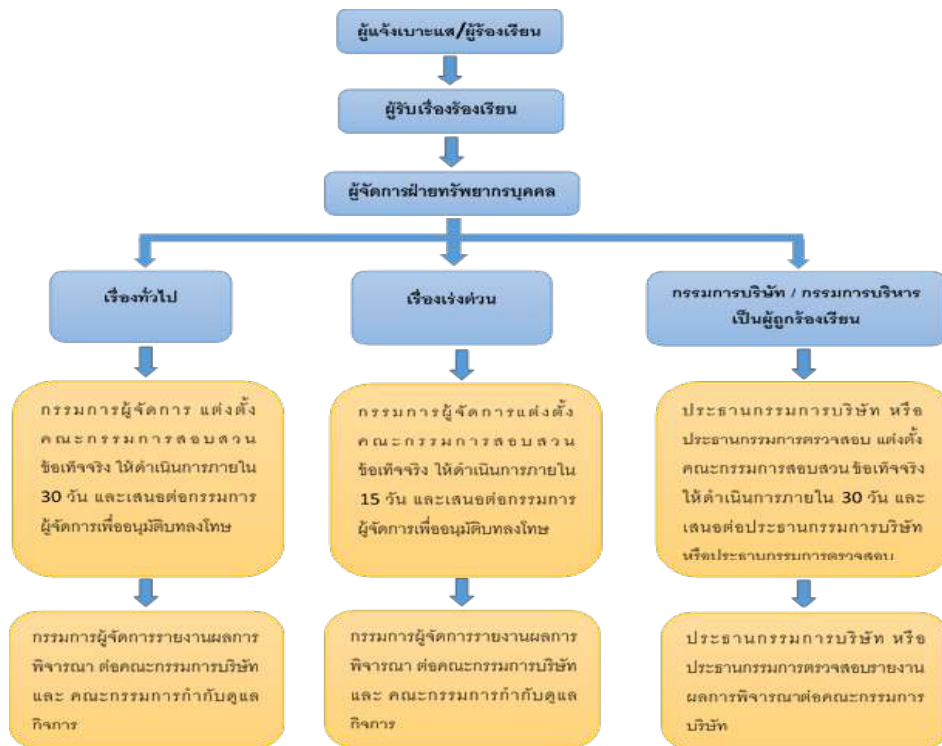 ผู้แจ้งเบาะแส/ผู้ร้องเรียน
ผู้รับเรื่องร้องเรียน
ผู้จัดการฝ่ายทรัพยากรบุคคล
เรื่องทั่วไป
เรื่องเร่งด่วน
กรรมการบริษัท / กรรมการบริหาร
เป็นผู้ถูกร้องเรียน
กรรมการผู้จัดการ แต่งตั้ง
คณะกรรมการสอบสวน
ข้อเท็จจริง ให้ดำเนินการภายใน
30 วัน และเสนอต่อกรรมการ
ผู้จัดการเพื่ออนุมัติบทลงโทษ
กรรมการผู้จัดการแต่งตั้ง
คณะกรรมการสอบสวน
ข้อเท็จจริง ให้ดำเนินการภายใน
15 วัน และเสนอต่อกรรมการ
ผู้จัดการเพื่ออนุมัติบทลงโทษ
ประธานกรรมการบริษัท หรือ
ประธานกรรมการตรวจสอบ แต่งตั้ง
คณะกรรมการสอบสวน ข้อเท็จจริง
ให้ดำเนินการภายใน 30 วัน และ
เสนอต่อประธานกรรมการบริษัท
หรือประธานกรรมการตรวจสอบ
กรรมการผู้จัดการรายงานผลการ
พิจารณา ต่อคณะกรรมการบริษัท
และ คณะกรรมการกำกับดูแล
กิจการ
กรรมการผู้จัดการรายงานผลการ
พิจารณา ต่อคณะกรรมการบริษัท
และ คณะกรรมการกำกับดูแล
กิจการ
ประธานกรรมการบริษัท หรือ
ประธานกรรมการตรวจสอบรายงาน
ผลการพิจารณาต่อคณะกรรมการ
บริษัท